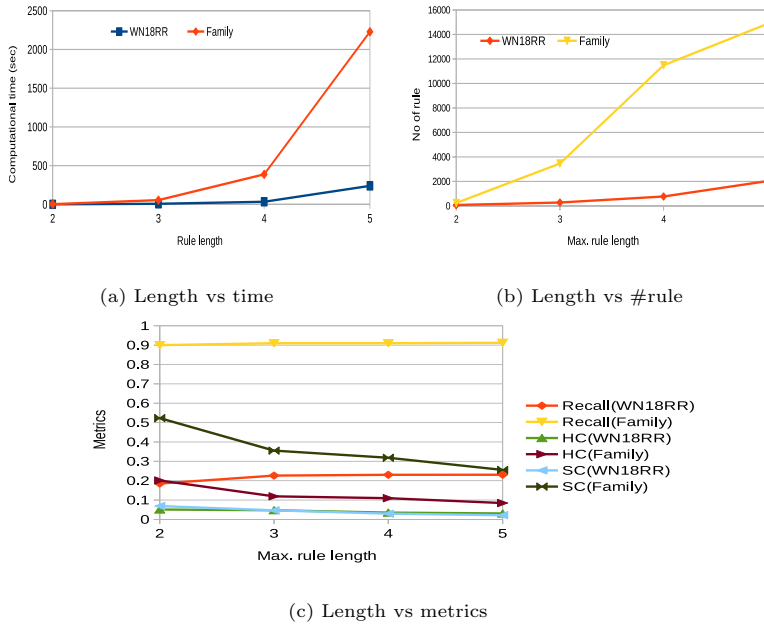 2500
2000
1500
1000
500
0
Computational time (sec)
WN18RR Family
2 3 4 5
Rule length
(a) Length vs time
16000
14000
12000
10000
8000
6000
4000
2000
0
No of rule
WN18RR Family
2 3 4
Max. rule length
(b) Length vs #rule
1
0.9
0.8
0.7
0.6
0.5
0.4
0.3
0.2
0.1
0
Metrics
2 3 4 5
Max. rule length
Recall(WN18RR)
Recall(Family)
HC(WN18RR)
HC(Family)
SC(WN18RR)
SC(Family)
(c) Length vs metrics